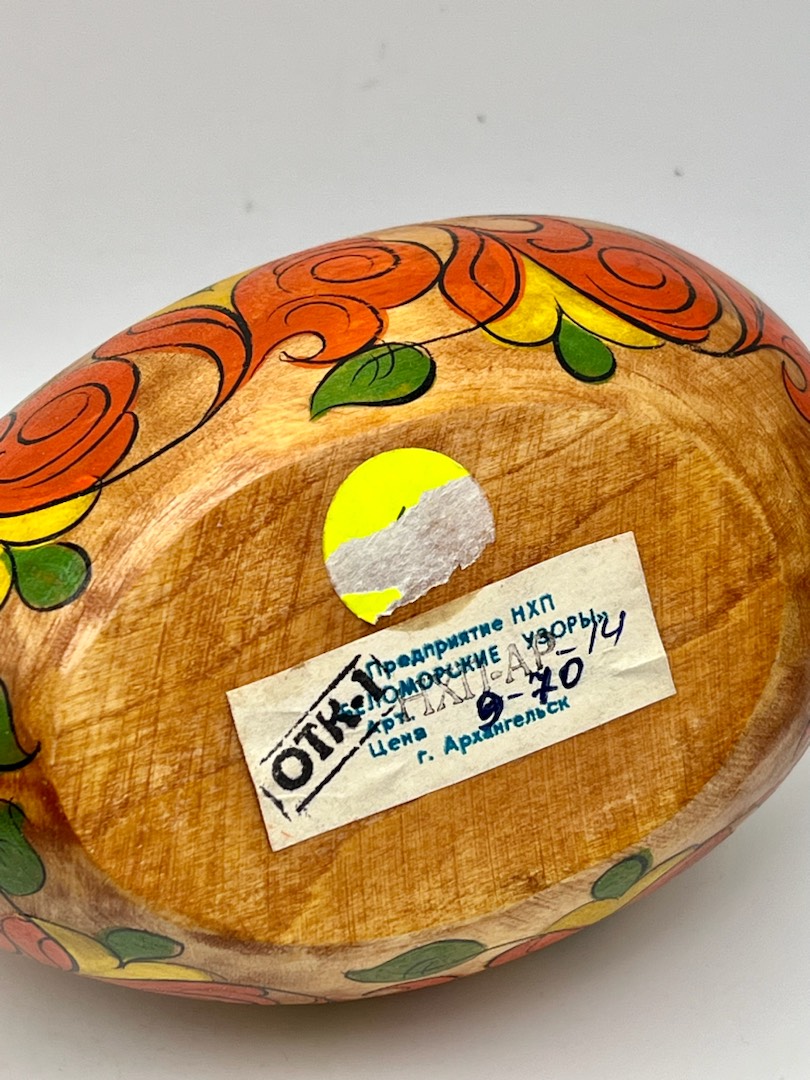 Предприятие НХП
«БЕЛОМОРСКИЕ УЗОРЫ»
Арт. НХП-АР-14
Цена 9-70
г. Архангельск
ОТК-1